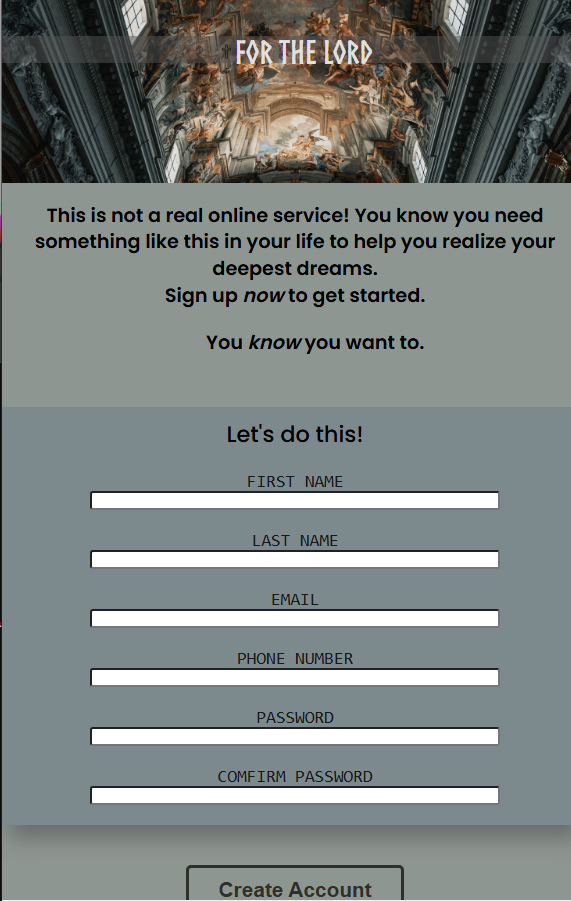 FOR THE LORD
This is not a real online service! You know you need
something like this in your life to help you realize your
deepest dreams.
Sign up now to get started.
You know you want to.
Let's do this!
FIRST NAME
LAST NAME
EMAIL
PHONE NUMBER
PASSWORD
COMFIRM PASSWORD
Create Account